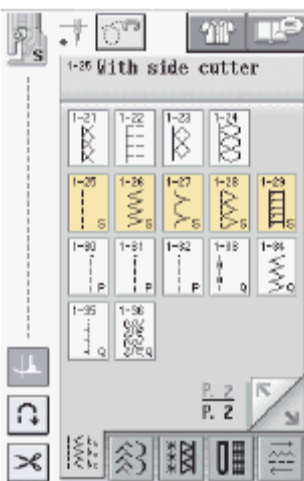 S
1-25 With side cutter
1-21 1-22 1-23 1-24
1-25 1-26 1-27 1-28 1-29
S S S S S
1-30 1-31 1-32 1-33 1-34
P P P Q Q
1-35 1-36
Q Q
P. 2
P. 2